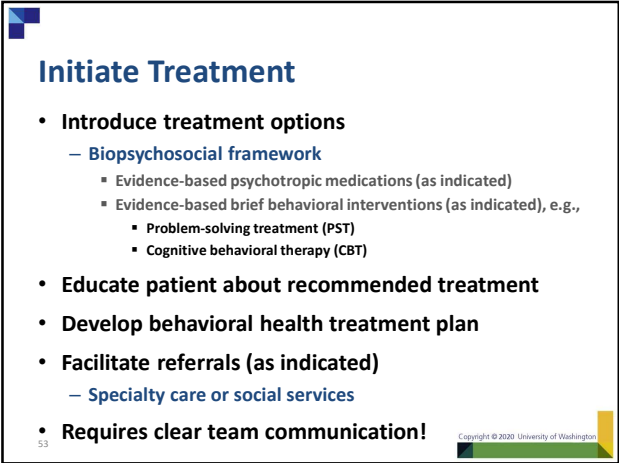 Initiate Treatment
• Introduce treatment options
– Biopsychosocial framework
▪ Evidence-based psychotropic medications (as indicated)
▪ Evidence-based brief behavioral interventions (as indicated), e.g.,
▪ Problem-solving treatment (PST)
▪ Cognitive behavioral therapy (CBT)
• Educate patient about recommended treatment
• Develop behavioral health treatment plan
• Facilitate referrals (as indicated)
– Specialty care or social services
• Requires clear team communication!
53
Copyright © 2020 University of Washington